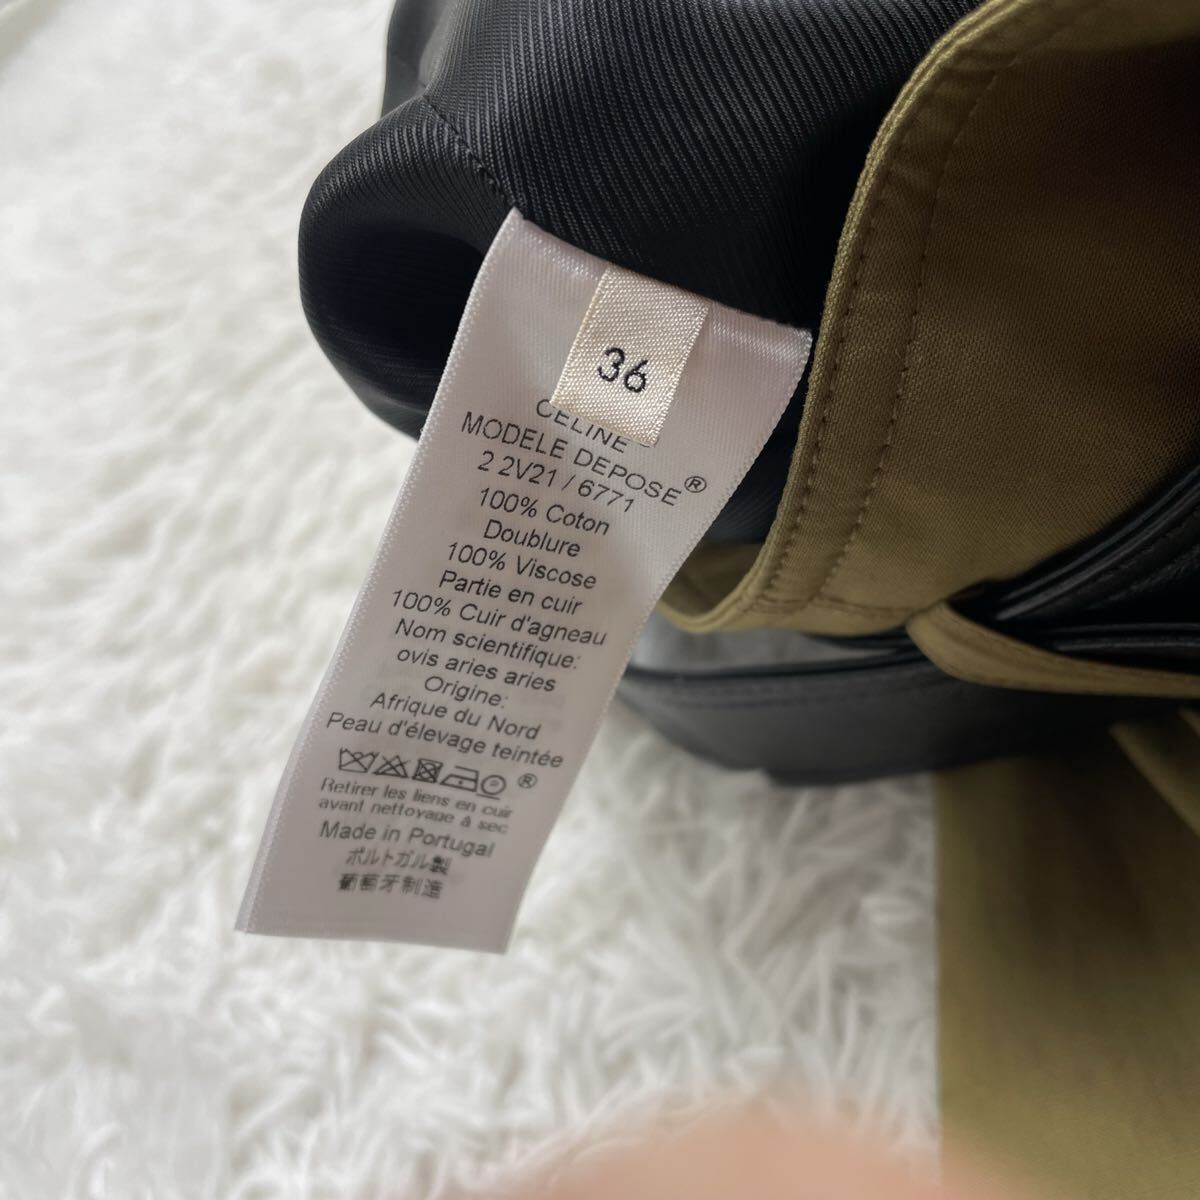 36
CELINE
MODELE DEPOSE®
2 2V21 / 6771
100% Coton
Doublure
100% Viscose
Partie en cuir
100% Cuir d'agneau
Nom scientifique:
ovis aries aries
Origine:
Afrique du Nord
Peau d'élevage teintée
P ®
Retirer les liens en cuir
avant nettoyage à sec
Made in Portugal
ポルトガル製
葡萄牙制造